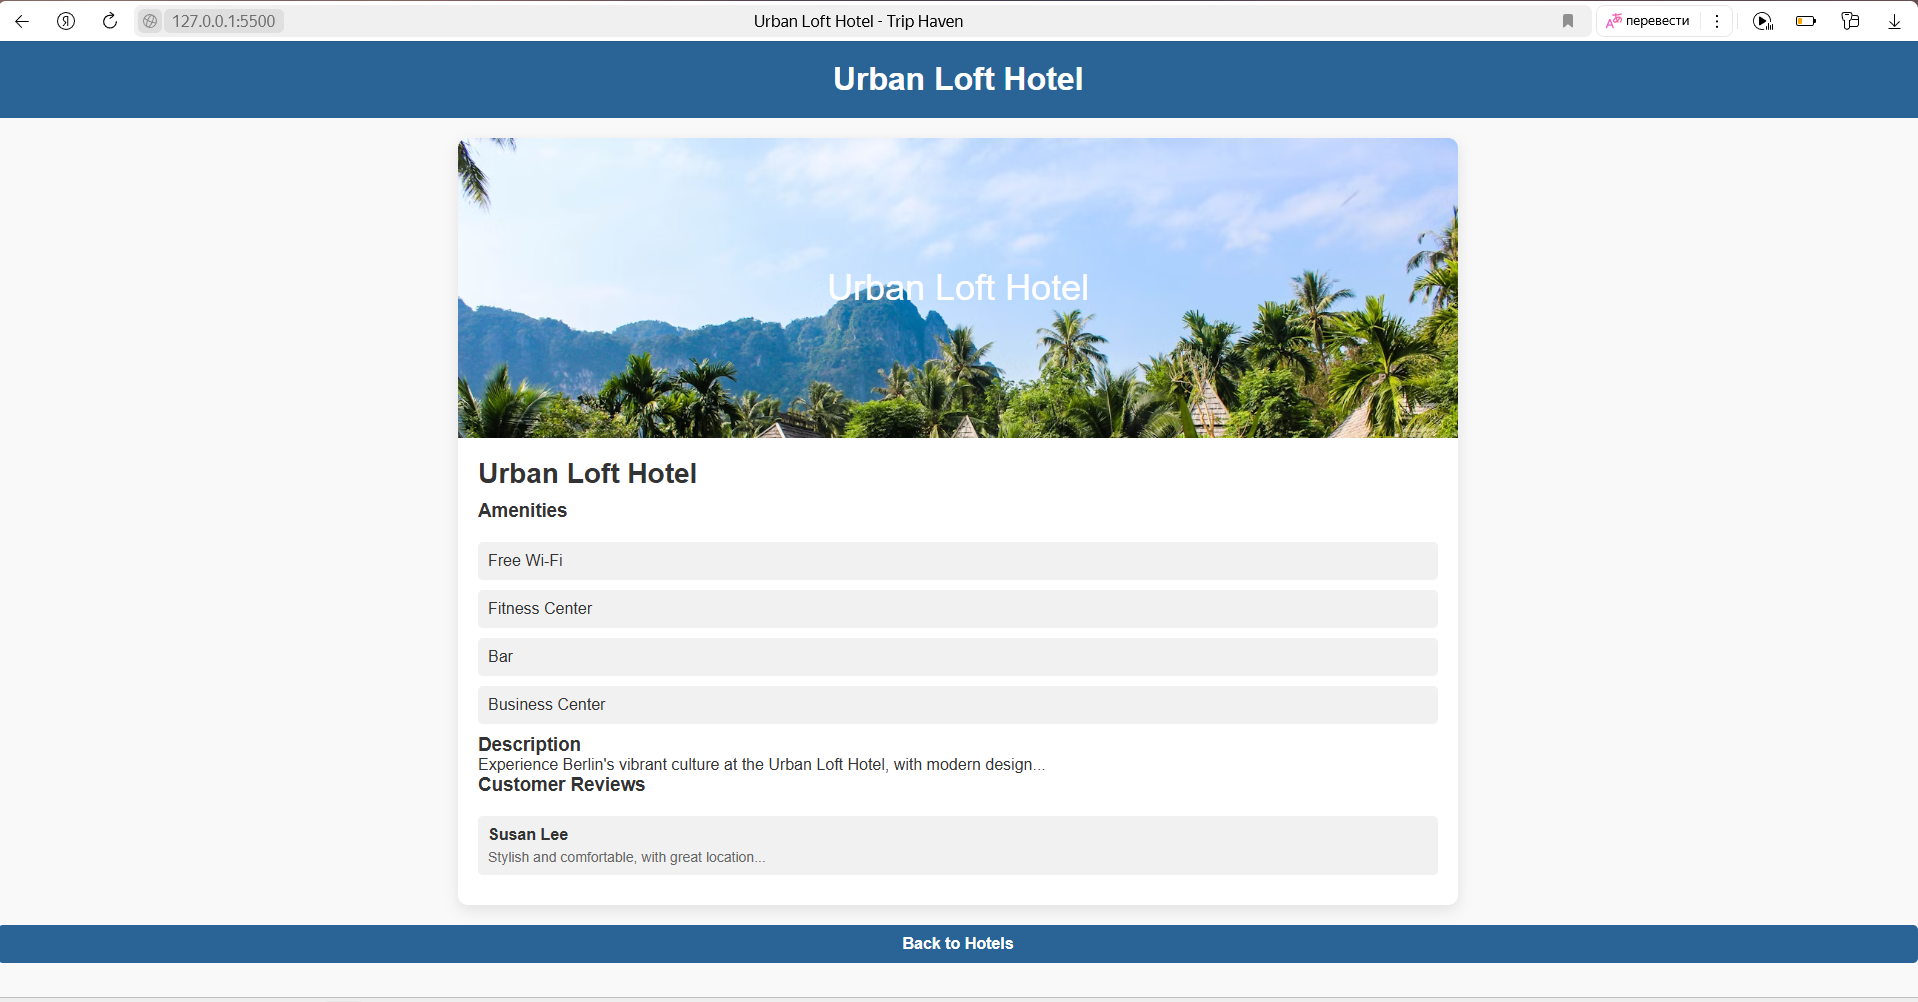 127.0.0.1:5500
Urban Loft Hotel - Trip Haven
перевести
Urban Loft Hotel
Urban Loft Hotel
Urban Loft Hotel
Amenities
Free Wi-Fi
Fitness Center
Bar
Business Center
Description
Experience Berlin's vibrant culture at the Urban Loft Hotel, with modern design...
Customer Reviews
Susan Lee
Stylish and comfortable, with great location...
Back to Hotels